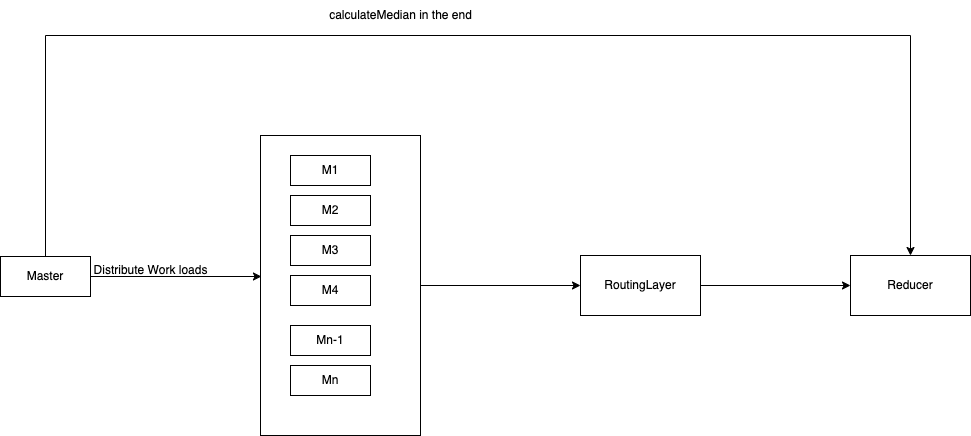 calculateMedian in the end
M1
M2
M3
Master
Distribute Work loads
M4
RoutingLayer
Reducer
Mn-1
Mn